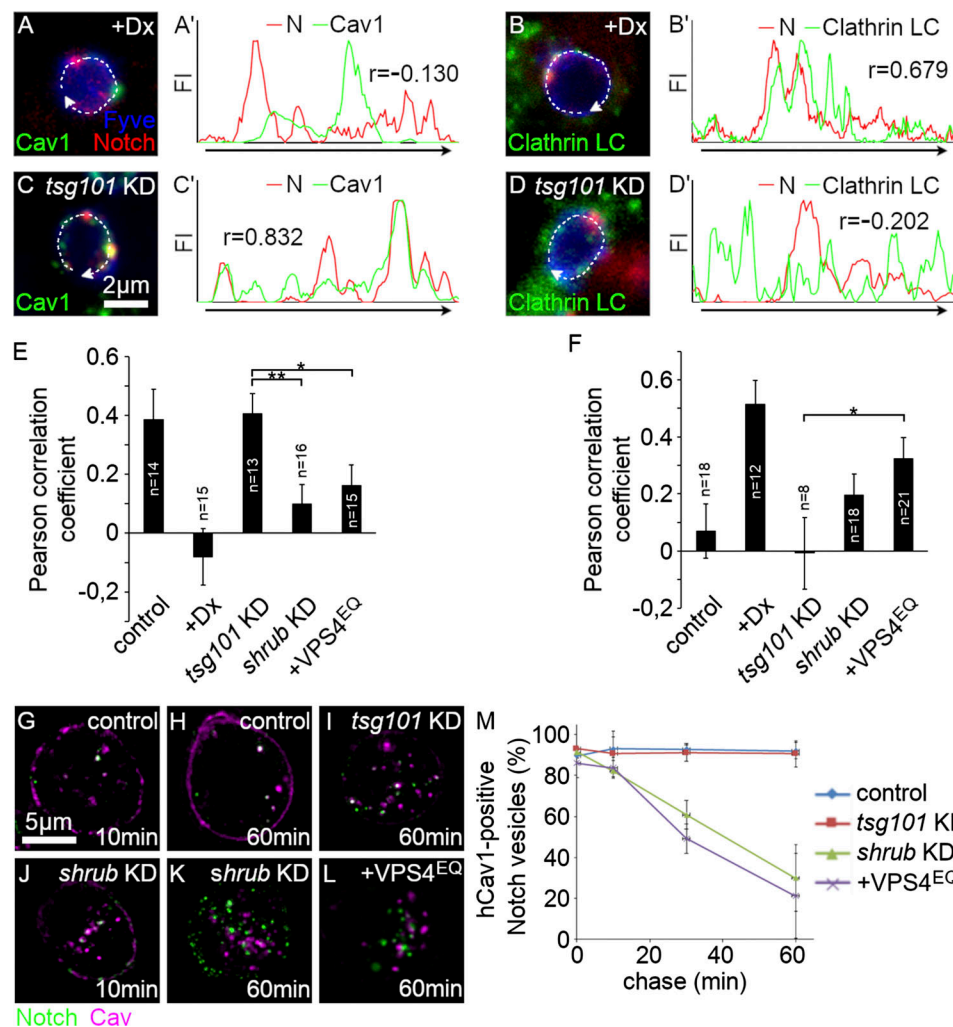 A +Dx
Fyve
Cav1 Notch
A' N Cav1
FI
r=-0.130
B +Dx
Clathrin LC
B' N Clathrin LC
FI
r=0.679
C tsg101 KD
2µm
Cav1
C' N Cav1
FI
r=0.832
D tsg101 KD
Clathrin LC
D' N Clathrin LC
FI
r=-0.202
E
Pearson correlation
coefficient
0.6
0.4
0.2
0
-0,2
**
*
n=14
n=15
n=13
n=16
n=15
control
+Dx
tsg101 KD
shrub KD
+VPS4EQ
F
Pearson correlation
coefficient
0.6
0.4
0.2
0
-0,2
*
n=18
n=12
n=8
n=18
n=21
control
+Dx
tsg101 KD
shrub KD
+VPS4EQ
G control
5µm
10min
H control
60min
I tsg101 KD
60min
J shrub KD
10min
K shrub KD
60min
L +VPS4EQ
60min
Notch Cav
M
hCav1-positive
Notch vesicles (%)
100
80
60
40
20
0
0 20 40 60
chase (min)
control
tsg101 KD
shrub KD
+VPS4EQ